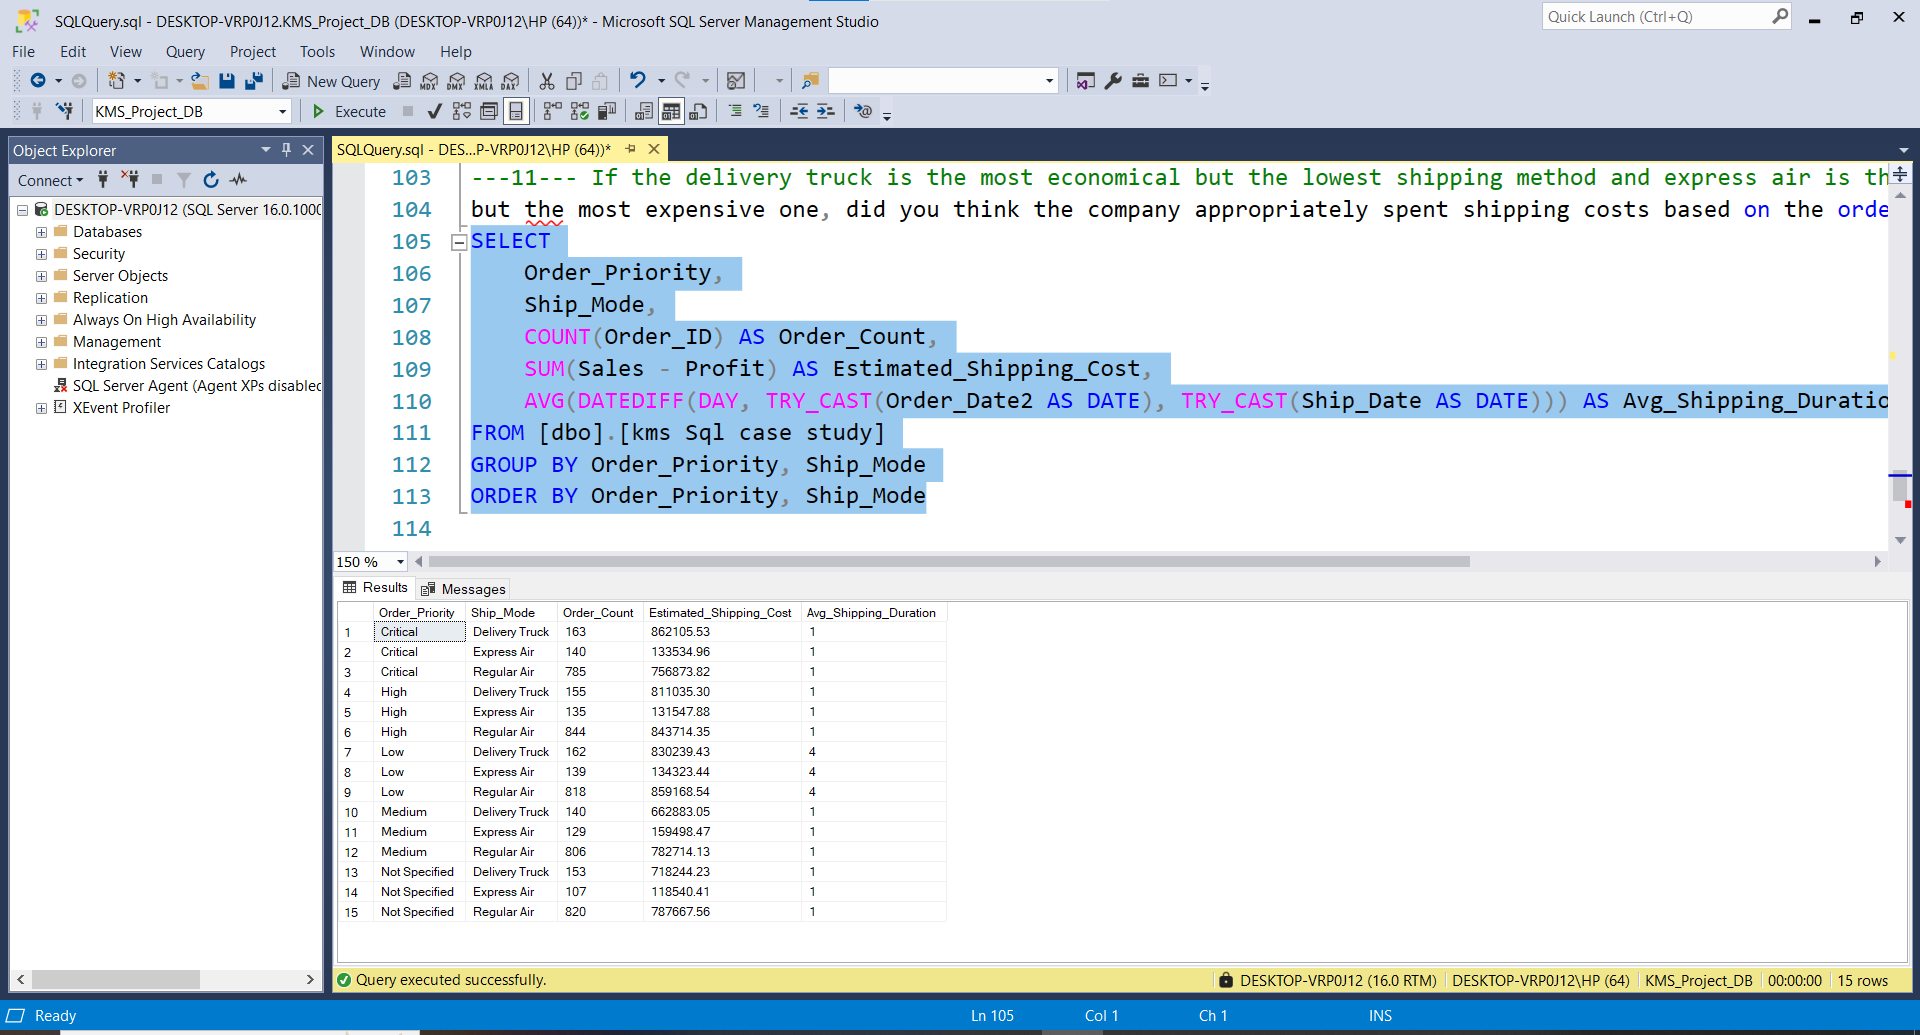 SQLQuery.sql - DESKTOP-VRP0J12.KMS_Project_DB (DESKTOP-VRP0J12\HP (64))* - Microsoft SQL Server Management Studio
Quick Launch (Ctrl+Q)
File Edit View Query Project Tools Window Help
New Query
MDX DMX XMLA DAX
KMS_Project_DB
Execute
Object Explorer
SQLQuery.sql - DES...P-VRP0J12\HP (64))*
Connect
DESKTOP-VRP0J12 (SQL Server 16.0.1000
Databases
Security
Server Objects
Replication
Always On High Availability
Management
Integration Services Catalogs
SQL Server Agent (Agent XPs disabled
XEvent Profiler
103 ---11--- If the delivery truck is the most economical but the lowest shipping method and express air is th
104 but the most expensive one, did you think the company appropriately spent shipping costs based on the orde
105 SELECT
106 Order_Priority,
107 Ship_Mode,
108 COUNT(Order_ID) AS Order_Count,
109 SUM(Sales - Profit) AS Estimated_Shipping_Cost,
110 AVG(DATEDIFF(DAY, TRY_CAST(Order_Date2 AS DATE), TRY_CAST(Ship_Date AS DATE))) AS Avg_Shipping_Duratio
111 FROM [dbo].[kms Sql case study]
112 GROUP BY Order_Priority, Ship_Mode
113 ORDER BY Order_Priority, Ship_Mode
114
150 %
Results Messages
Order_Priority Ship_Mode Order_Count Estimated_Shipping_Cost Avg_Shipping_Duration
1 Critical Delivery Truck 163 862105.53 1
2 Critical Express Air 140 133534.96 1
3 Critical Regular Air 785 756873.82 1
4 High Delivery Truck 155 811035.30 1
5 High Express Air 135 131547.88 1
6 High Regular Air 844 843714.35 1
7 Low Delivery Truck 162 830239.43 4
8 Low Express Air 139 134323.44 4
9 Low Regular Air 818 859168.54 4
10 Medium Delivery Truck 140 662883.05 1
11 Medium Express Air 129 159498.47 1
12 Medium Regular Air 806 782714.13 1
13 Not Specified Delivery Truck 153 718244.23 1
14 Not Specified Express Air 107 118540.41 1
15 Not Specified Regular Air 820 787667.56 1
Query executed successfully.
DESKTOP-VRP0J12 (16.0 RTM) DESKTOP-VRP0J12\HP (64) KMS_Project_DB 00:00:00 15 rows
Ready
Ln 105 Col 1 Ch 1 INS